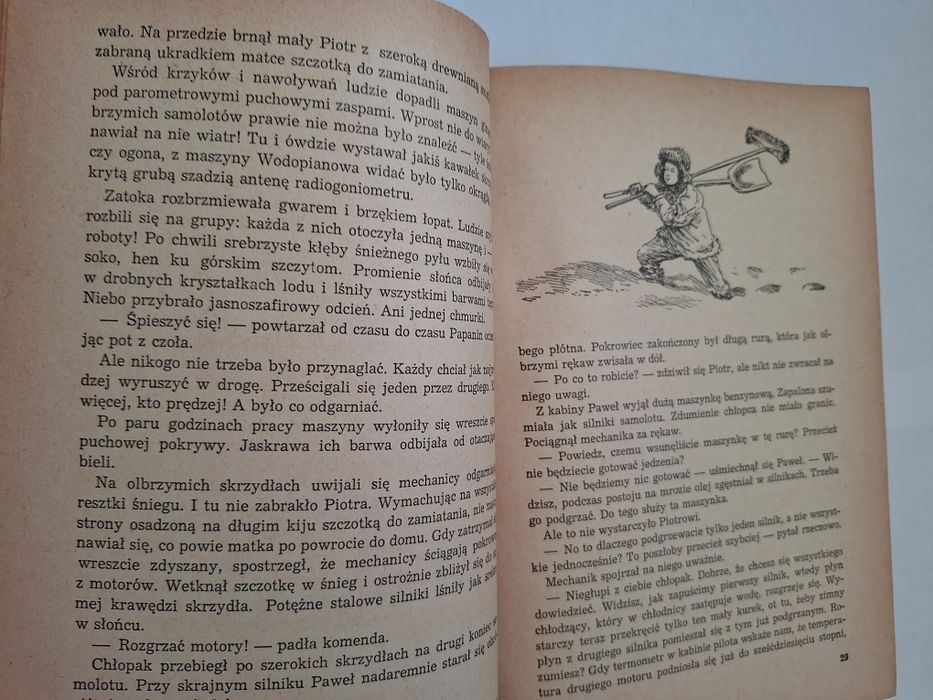 wało. Na przedzie brnął mały Piotr z szeroką drewnianą
zabraną ukradkiem matce szczotką do zamiatania.
Wśród krzyków i nawoływań ludzie dopadli maszyn
pod parometrowymi puchowymi zaspami. Wprost nie do
brzymich samolotów prawie nie można było znaleźć — tyle
nawiał na nie wiatr! Tu i ówdzie wystawał jakiś kawałek
czy ogona, z maszyny Wodopianowa widać było tylko
krytą grubą szadzią antenę radiogoniometru.
Zatoka rozbrzmiewała gwarem i brzękiem łopat. Ludzie
rozbili się na grupy: każda z nich otoczyła jedną maszynę i —
roboty! Po chwili srebrzyste kłęby śnieżnego pyłu wzbiły się
soko, hen ku górskim szczytom. Promienie słońca odbijały
w drobnych kryształkach lodu i lśniły wszystkimi barwami
Niebo przybrało jasnoszafirowy odcień. Ani jednej chmurki.
— Śpieszyć się! — powtarzał od czasu do czasu Papanin
jąc pot z czoła.
Ale nikogo nie trzeba było przynaglać. Każdy chciał jak
dzej wyruszyć w drogę. Prześcigali się jeden przez drugiego.
więcej, kto prędzej! A było co odgarniać.
Po paru godzinach pracy maszyny wyłoniły się wreszcie
puchowej pokrywy. Jaskrawa ich barwa odbijała od
bieli.
Na olbrzymich skrzydłach uwijali się mechanicy
resztki śniegu. I tu nie zabrakło Piotra. Wymachując na
strony osadzoną na długim kiju szczotką do zamiatania, nie
nawiał się, co powie matka po powrocie do domu. Gdy
wreszcie zdyszany, spostrzegł, że mechanicy ściągają
z motorów. Wetknął szczotkę w śnieg i ostrożnie zbliżył się do
mej krawędzi skrzydła. Potężne stalowe silniki lśniły jak
w słońcu.
— Rozgrzać motory! — padła komenda.
Chłopak przebiegł po szerokich skrzydłach na drugi koniec
molotu. Przy skrajnym silniku Paweł nadaremnie starał się
bego płótna. Pokrowiec zakończony był długą rurą, która jak ol-
brzymi rękaw zwisała w dół.
— Po co to robicie? — zdziwił się Piotr, ale nikt nie zwracał na
niego uwagi.
Z kabiny Paweł wyjął dużą maszynkę benzynową. Zapalona szu-
miała jak silniki samolotu. Zdumienie chłopca nie miało granic.
Pociągnął mechanika za rękaw.
— Powiedz, czemu wsunęliście maszynkę w tę rurę? Przecież
nie będziecie gotować jedzenia?
— Nie będziemy nic gotować — uśmiechnął się Paweł. — Wi-
dzisz, podczas postoju na mrozie olej zgęstniał w silnikach. Trzeba
go podgrzać. Do tego służy ta maszynka.
Ale to nie wystarczyło Piotrowi.
— No to dlaczego podgrzewacie tylko jeden silnik, a nie wszyst-
kie jednocześnie? To poszłoby przecież szybciej — pytał rzeczowo.
Mechanik spojrzał na niego uważnie.
— Niegłupi z ciebie chłopak. Dobrze, że chcesz się wszystkiego
dowiedzieć. Widzisz, jak zapuścimy pierwszy silnik, wtedy płyn
chłodzący, który w chłodnicy zastępuje wodę, rozgrzeje się. Wy-
starczy teraz przekręcić tylko ten mały kurek, ot tu, żeby zimny
płyn z drugiego silnika pomieszał się z tym już podgrzanym. Ro-
zumiesz? Gdy termometr w kabinie pilota wskaże nam, że tempera-
tura drugiego motoru podniosła się już do sześćdziesięciu stopni,
29